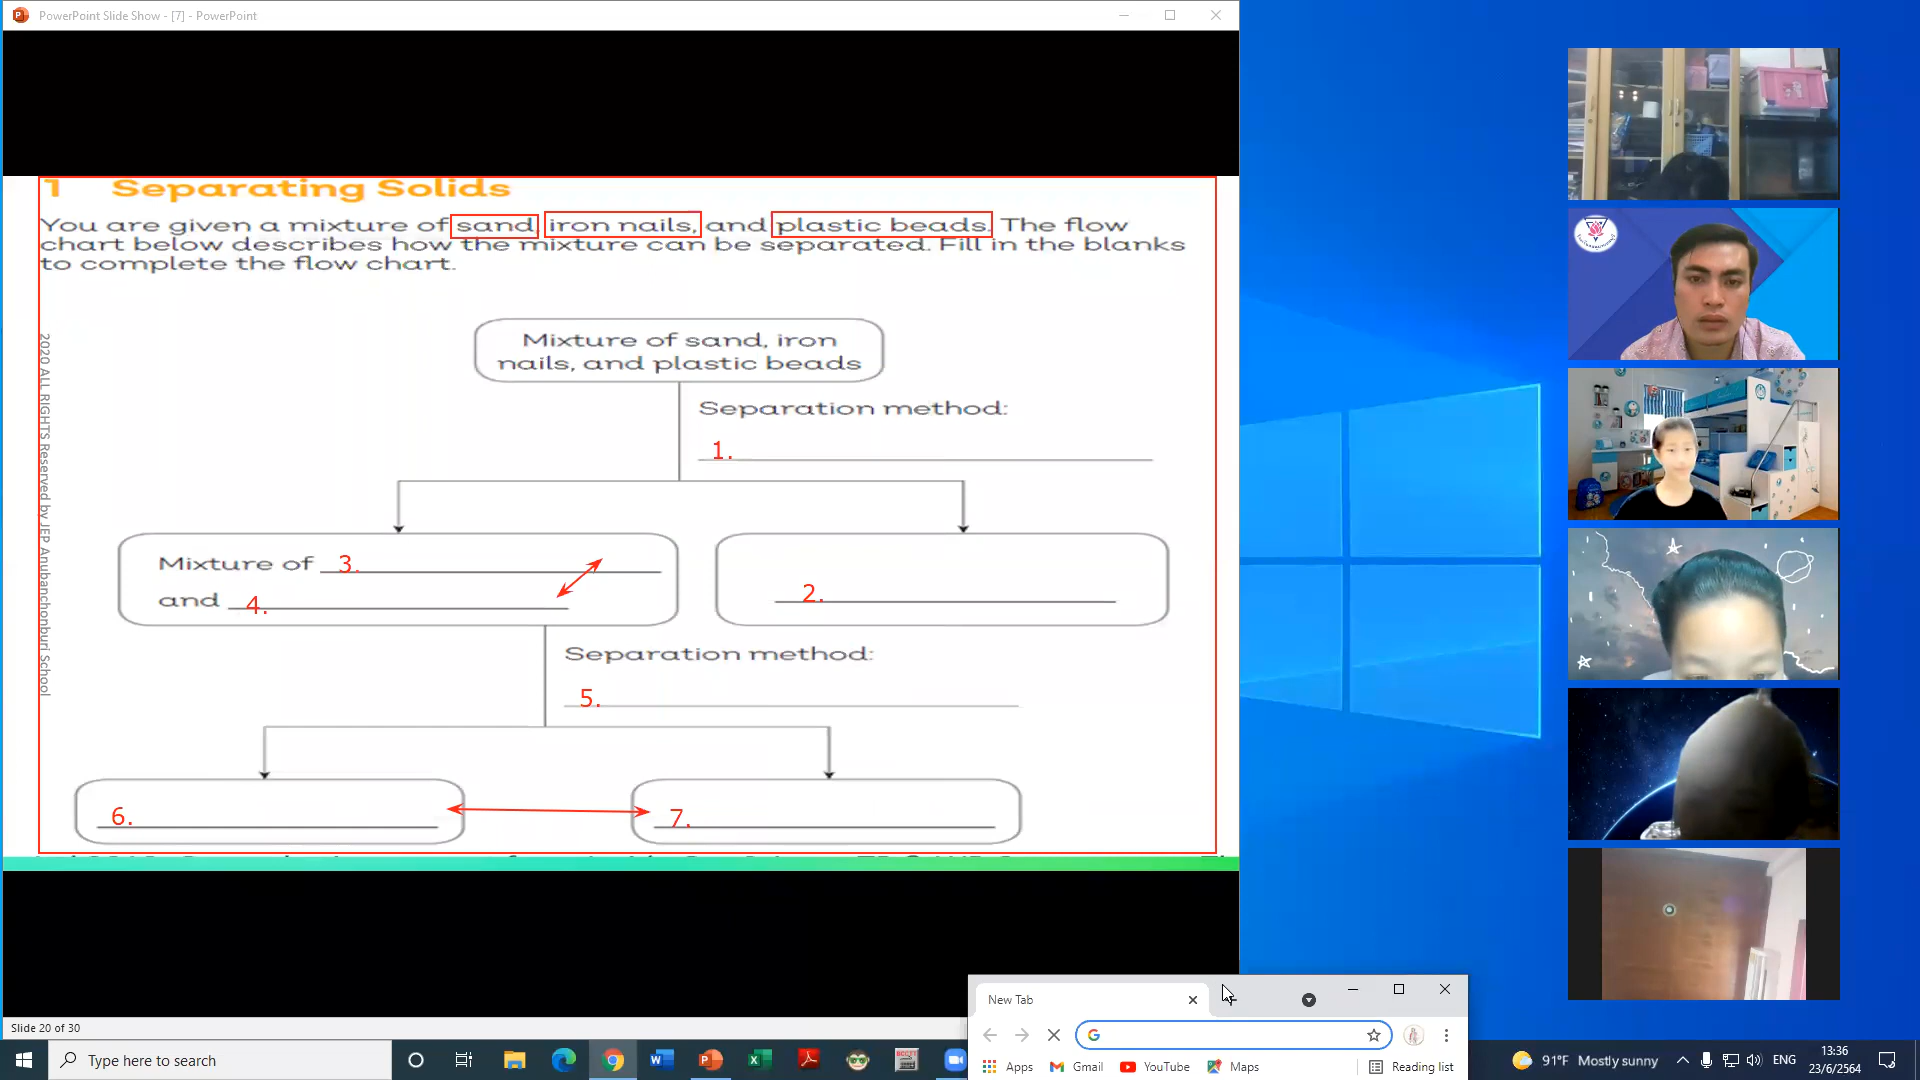 PowerPoint Slide Show - [7] - PowerPoint
1 Separating Solids
You are given a mixture of sand, iron nails, and plastic beads. The flow
chart below describes how the mixture can be separated. Fill in the blanks
to complete the flow chart.
2020 ALL RIGHTS Reserved by JEP Anubanchonburi School
Mixture of sand, iron
nails, and plastic beads
Separation method:
1.
Mixture of 3.
and 4.
2.
Separation method:
5.
6.
7.
Slide 20 of 30
New Tab
Apps Gmail YouTube Maps Reading list
Type here to search
91°F Mostly sunny
ENG
13:36
23/6/2564